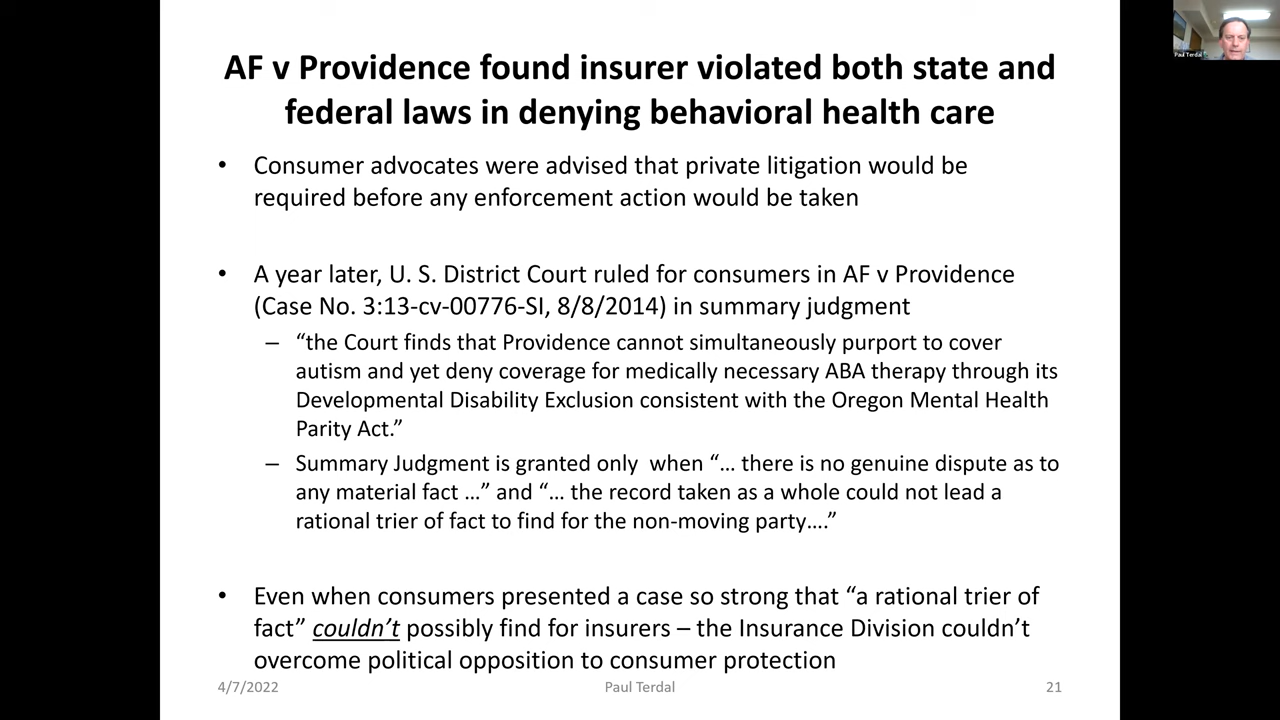 AF v Providence found insurer violated both state and
federal laws in denying behavioral health care
• Consumer advocates were advised that private litigation would be
required before any enforcement action would be taken
• A year later, U. S. District Court ruled for consumers in AF v Providence
(Case No. 3:13-cv-00776-SI, 8/8/2014) in summary judgment
– “the Court finds that Providence cannot simultaneously purport to cover
autism and yet deny coverage for medically necessary ABA therapy through its
Developmental Disability Exclusion consistent with the Oregon Mental Health
Parity Act.”
– Summary Judgment is granted only when “… there is no genuine dispute as to
any material fact …” and “… the record taken as a whole could not lead a
rational trier of fact to find for the non-moving party….”
• Even when consumers presented a case so strong that “a rational trier of
fact” couldn’t possibly find for insurers – the Insurance Division couldn’t
overcome political opposition to consumer protection
4/7/2022
Paul Terdal
21
Paul Terdal